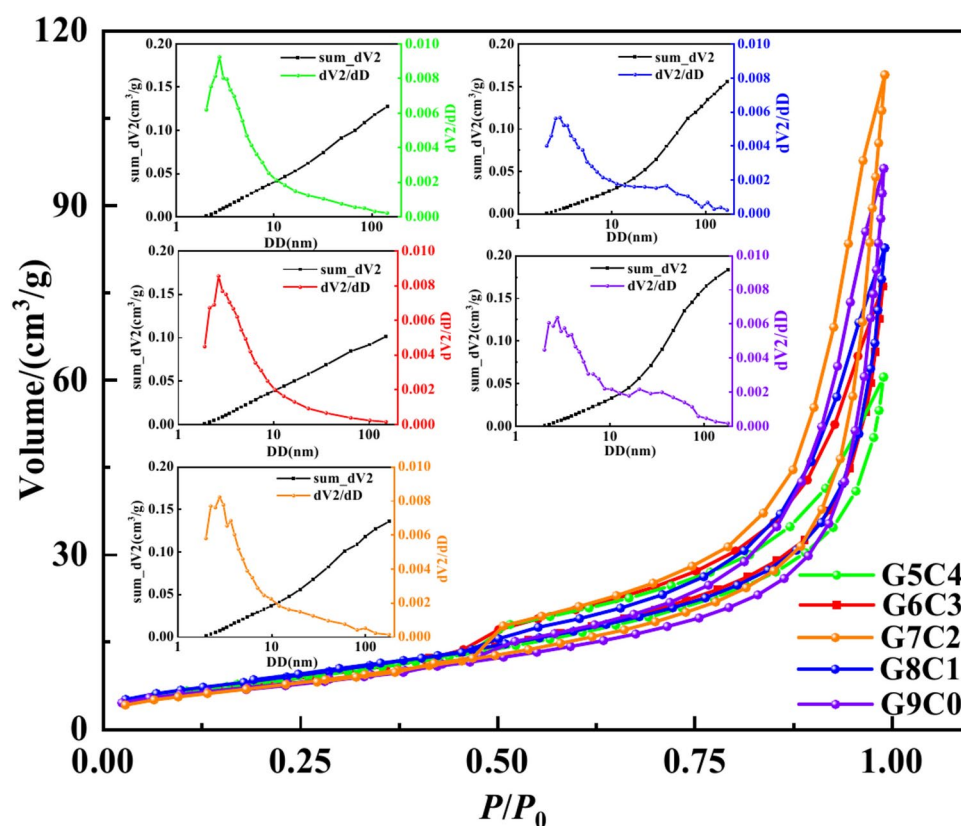 120
90
60
30
0
Volume/(cm³/g)
0.00
0.25
0.50
0.75
1.00
P/P₀
G5C4
G6C3
G7C2
G8C1
G9C0
0.20
0.15
0.10
0.05
0.00
sum_dV2(cm³/g)
sum_dV2
dV2/dD
0.010
0.008
0.006
0.004
0.002
0.000
dV2/dD
1
10
100
DD(nm)
0.20
0.15
0.10
0.05
0.00
sum_dV2(cm³/g)
sum_dV2
dV2/dD
0.010
0.008
0.006
0.004
0.002
0.000
dV2/dD
1
10
100
DD(nm)
0.20
0.15
0.10
0.05
0.00
sum_dV2(cm³/g)
sum_dV2
dV2/dD
0.010
0.008
0.006
0.004
0.002
0.000
dV2/dD
1
10
100
DD(nm)
0.20
0.15
0.10
0.05
0.00
sum_dV2(cm³/g)
sum_dV2
dV2/dD
0.010
0.008
0.006
0.004
0.002
0.000
dV2/dD
1
10
100
DD(nm)
0.20
0.15
0.10
0.05
0.00
sum_dV2(cm³/g)
sum_dV2
dV2/dD
0.010
0.008
0.006
0.004
0.002
0.000
dV2/dD
1
10
100
DD(nm)